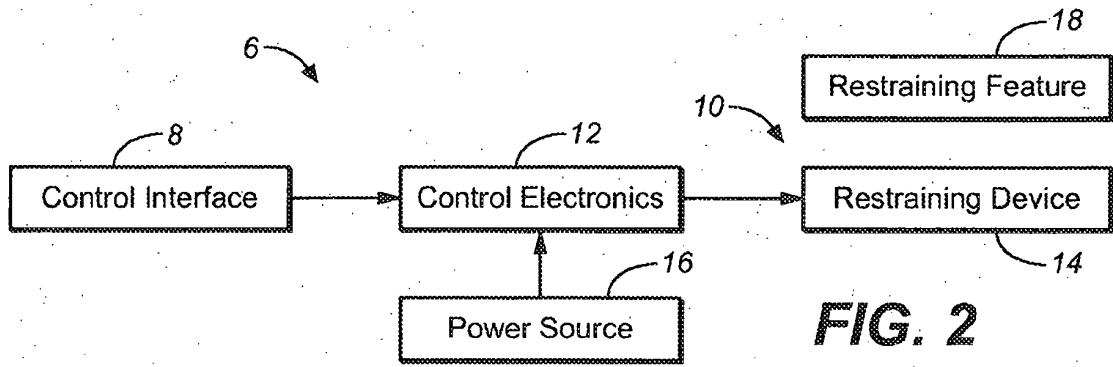 6
18
Restraining Feature
10
8
12
Control Interface
Control Electronics
Restraining Device
14
16
Power Source
FIG. 2